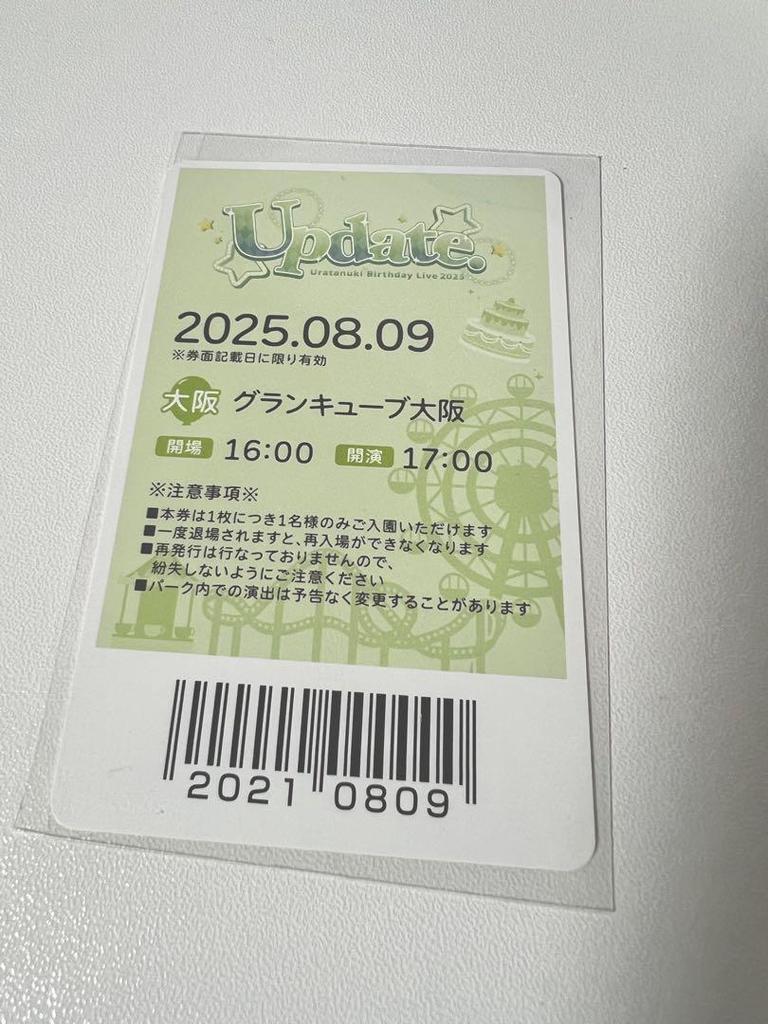 Update.
Uratanuki Birthday Live 2025
2025.08.09
※券面記載日に限り有効
大阪 グランキューブ大阪
開場 16:00 開演 17:00
※注意事項※
■本券は1枚につき1名様のみご入園いただけます
■一度退場されますと、再入場ができなくなります
■再発行は行なっておりませんので、
紛失しないようにご注意ください
■パーク内での演出は予告なく変更することがあります
2021 0809